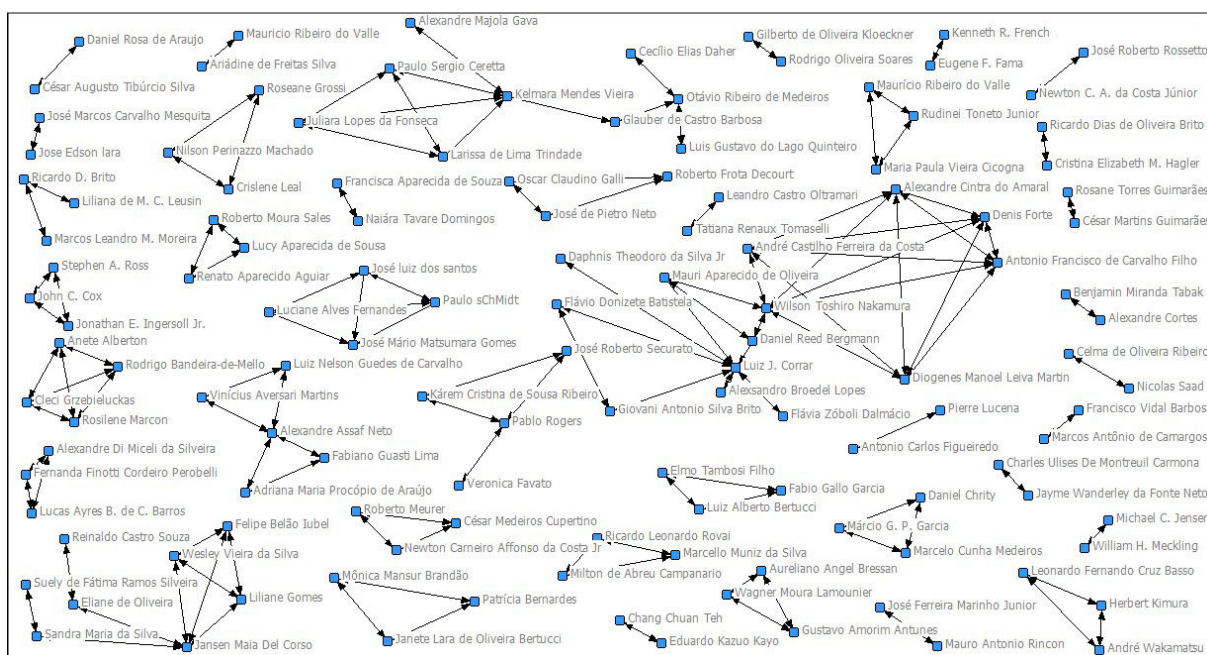 Alexandre Majola Gava
Daniel Rosa de Araujo
Mauricio Ribeiro do Valle
Gilberto de Oliveira Kloeckner
Kenneth R. French
Cecílio Elias Daher
José Roberto Rossetto
Ariádine de Freitas Silva
Paulo Sergio Ceretta
Rodrigo Oliveira Soares
Eugene F. Fama
César Augusto Tibúrcio Silva
Roseane Grossi
Kelmara Mendes Vieira
Otávio Ribeiro de Medeiros
Maurício Ribeiro do Valle
Newton C. A. da Costa Júnior
José Marcos Carvalho Mesquita
Juliara Lopes da Fonseca
Glauber de Castro Barbosa
Rudinei Toneto Junior
Ricardo Dias de Oliveira Brito
Jose Edson lara
Nilson Perinazzo Machado
Larissa de Lima Trindade
Luis Gustavo do Lago Quinteiro
Maria Paula Vieira Cicogna
Cristina Elizabeth M. Hagler
Ricardo D. Brito
Crislene Leal
Francisca Aparecida de Souza
Oscar Claudino Galli
Roberto Frota Decourt
Alexandre Cintra do Amaral
Rosane Torres Guimarães
Liliana de M. C. Leusin
Leandro Castro Oltramari
Roberto Moura Sales
Naiára Tavare Domingos
José de Pietro Neto
Denis Forte
César Martins Guimarães
Marcos Leandro M. Moreira
Lucy Aparecida de Sousa
Tatiana Renaux Tomaselli
André Castilho Ferreira da Costa
Stephen A. Ross
Renato Aparecido Aguiar
José luiz dos santos
Daphnis Theodoro da Silva Jr
Antonio Francisco de Carvalho Filho
Mauri Aparecido de Oliveira
John C. Cox
Luciane Alves Fernandes
Paulo sChMidt
Flávio Donizete Batistela
Wilson Toshiro Nakamura
Benjamin Miranda Tabak
Jonathan E. Ingersoll Jr.
Alexandre Cortes
Anete Alberton
José Mário Matsumara Gomes
José Roberto Securato
Daniel Reed Bergmann
Rodrigo Bandeira-de-Mello
Luiz Nelson Guedes de Carvalho
Luiz J. Corrar
Celma de Oliveira Ribeiro
Cleci Grzebieluckas
Vinícius Aversari Martins
Kárem Cristina de Sousa Ribeiro
Alexsandro Broedel Lopes
Diogenes Manoel Leiva Martin
Nicolas Saad
Rosilene Marcon
Alexandre Assaf Neto
Pablo Rogers
Giovani Antonio Silva Brito
Flávia Zóboli Dalmácio
Pierre Lucena
Francisco Vidal Barbos
Alexandre Di Miceli da Silveira
Fabiano Guasti Lima
Antonio Carlos Figueiredo
Marcos Antônio de Camargos
Fernanda Finotti Cordeiro Perobelli
Veronica Favato
Elmo Tambosi Filho
Charles Ulises De Montreuil Carmona
Adriana Maria Procópio de Araújo
Fabio Gallo Garcia
Jayme Wanderley da Fonte Neto
Lucas Ayres B. de C. Barros
Roberto Meurer
Luiz Alberto Bertucci
Daniel Chrity
Felipe Belão Iubel
César Medeiros Cupertino
Márcio G. P. Garcia
Michael C. Jensen
Reinaldo Castro Souza
Ricardo Leonardo Rovai
Newton Carneiro Affonso da Costa Jr
Marcelo Cunha Medeiros
William H. Meckling
Wesley Vieira da Silva
Marcello Muniz da Silva
Aureliano Angel Bressan
Leonardo Fernando Cruz Basso
Suely de Fátima Ramos Silveira
Mônica Mansur Brandão
Milton de Abreu Campanario
Eliane de Oliveira
Liliane Gomes
Patrícia Bernardes
Wagner Moura Lamounier
José Ferreira Marinho Junior
Herbert Kimura
Chang Chuan Teh
Gustavo Amorim Antunes
Sandra Maria da Silva
Jansen Maia Del Corso
Janete Lara de Oliveira Bertucci
Eduardo Kazuo Kayo
Mauro Antonio Rincon
André Wakamatsu